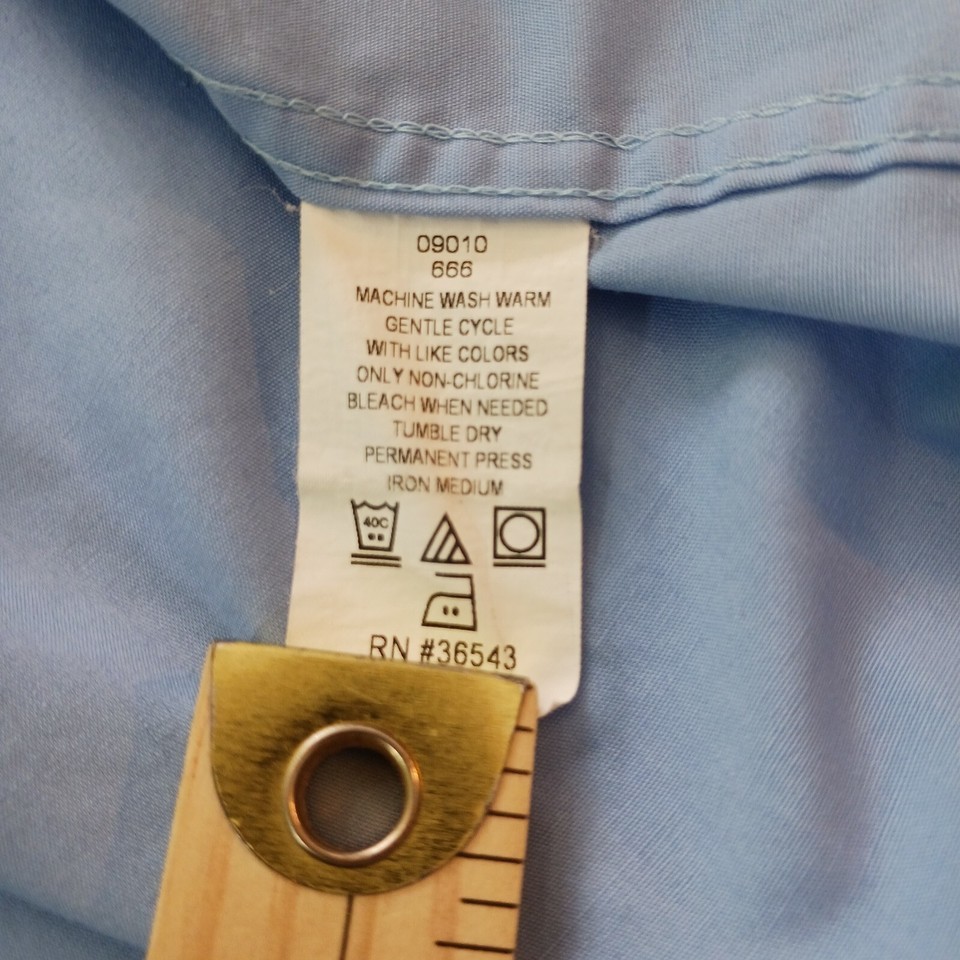 09010
666
MACHINE WASH WARM
GENTLE CYCLE
WITH LIKE COLORS
ONLY NON-CHLORINE
BLEACH WHEN NEEDED
TUMBLE DRY
PERMANENT PRESS
IRON MEDIUM
40C
RN #36543